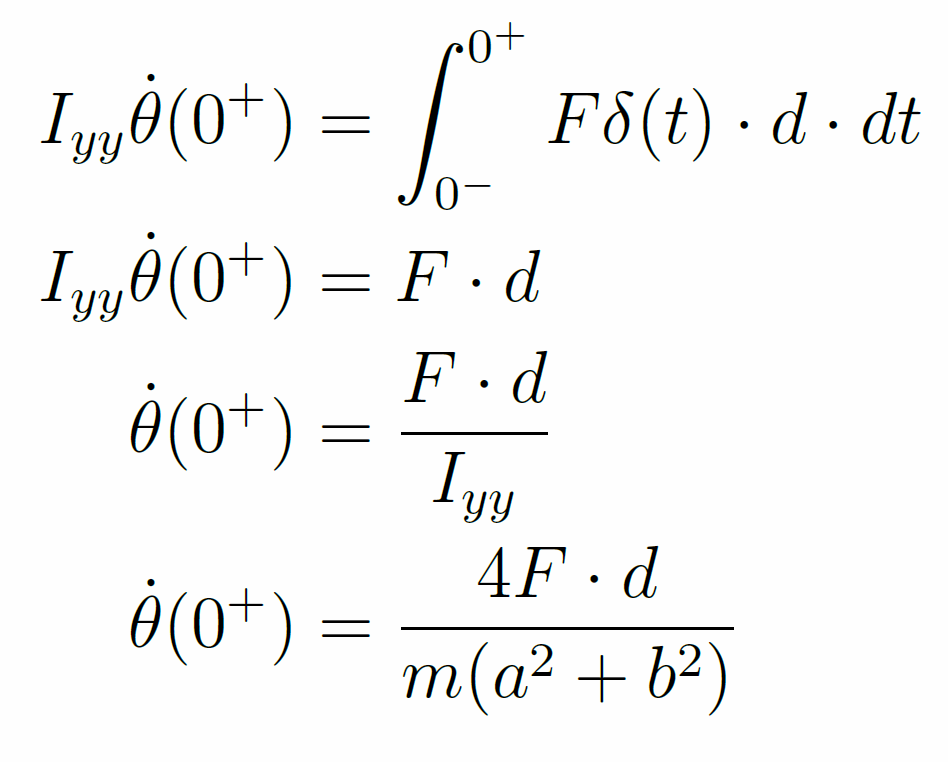 $I_{yy}\dot{\theta}(0^+) = \int_{0^-}^{0^+} F\delta(t) \cdot d \cdot dt$
$I_{yy}\dot{\theta}(0^+) = F \cdot d$
$\dot{\theta}(0^+) = \frac{F \cdot d}{I_{yy}}$
$\dot{\theta}(0^+) = \frac{4F \cdot d}{m(a^2 + b^2)}$